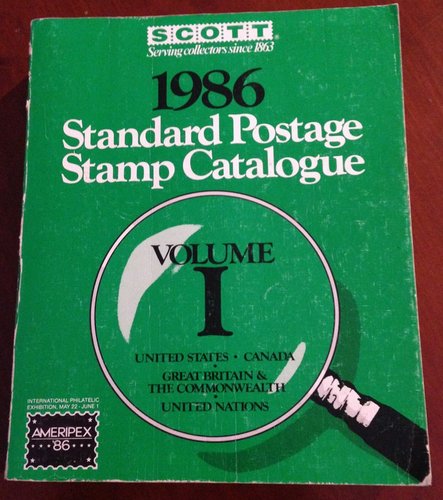 SCOTT®
Serving collectors since 1863
1986
Standard Postage
Stamp Catalogue
VOLUME
I
UNITED STATES • CANADA
•
GREAT BRITAIN &
THE COMMONWEALTH
•
UNITED NATIONS
INTERNATIONAL PHILATELIC
EXHIBITION, MAY 22 - JUNE 1
AMERIPEX
'86